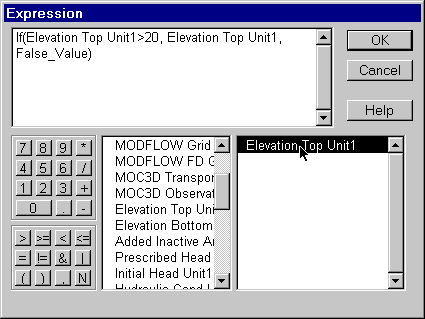 Expression
If(Elevation Top Unit1>20, Elevation Top Unit1,
False_Value)
OK
Cancel
Help
7 8 9 *
4 5 6 /
1 2 3 +
0 . -
> >= < <=
= != & |
( ) , N
MODFLOW Grid
MODFLOW FD G
MOC3D Transpor
MOC3D Observat
Elevation Top Uni
Elevation Bottom
Added Inactive Ar
Prescribed Head
Initial Head Unit1
Hydraulic Cond
Elevation Top Unit1